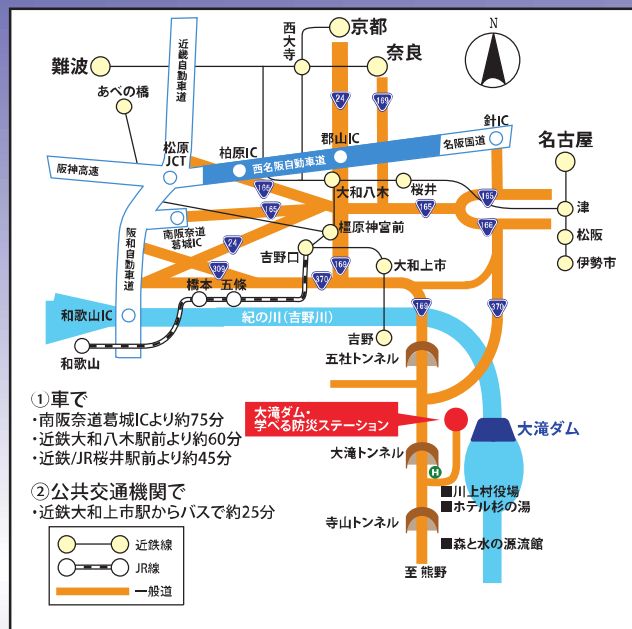 京都
西大寺
N
近畿自動車道
難波
奈良
あべの橋
24
169
針IC
郡山IC
名阪国道
名古屋
松原
JCT
柏原IC
阪神高速
西名阪自動車道
165
大和八木
桜井
165
165
津
165
166
南阪奈道
葛城IC
橿原神宮前
松阪
24
吉野口
阪和自動車道
309
370
169
大和上市
伊勢市
橋本
五條
169
370
和歌山IC
紀の川(吉野川)
和歌山
吉野
五社トンネル
①車で
・南阪奈道葛城ICより約75分
・近鉄大和八木駅前より約60分
・近鉄/JR桜井駅前より約45分
大滝ダム・
学べる防災ステーション
大滝ダム
大滝トンネル
H
②公共交通機関で
・近鉄大和上市駅からバスで約25分
■川上村役場
■ホテル杉の湯
寺山トンネル
■森と水の源流館
近鉄線
JR線
一般道
至 熊野